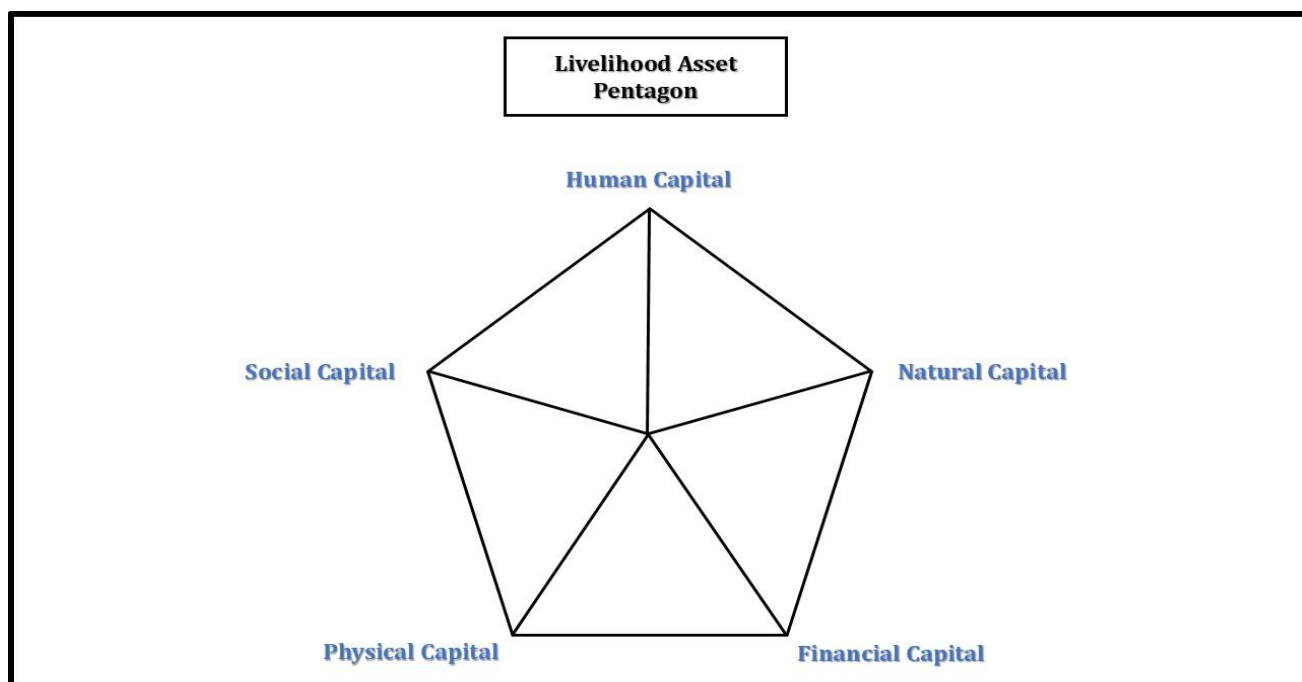 Livelihood Asset
Pentagon
Human Capital
Social Capital
Natural Capital
Physical Capital
Financial Capital